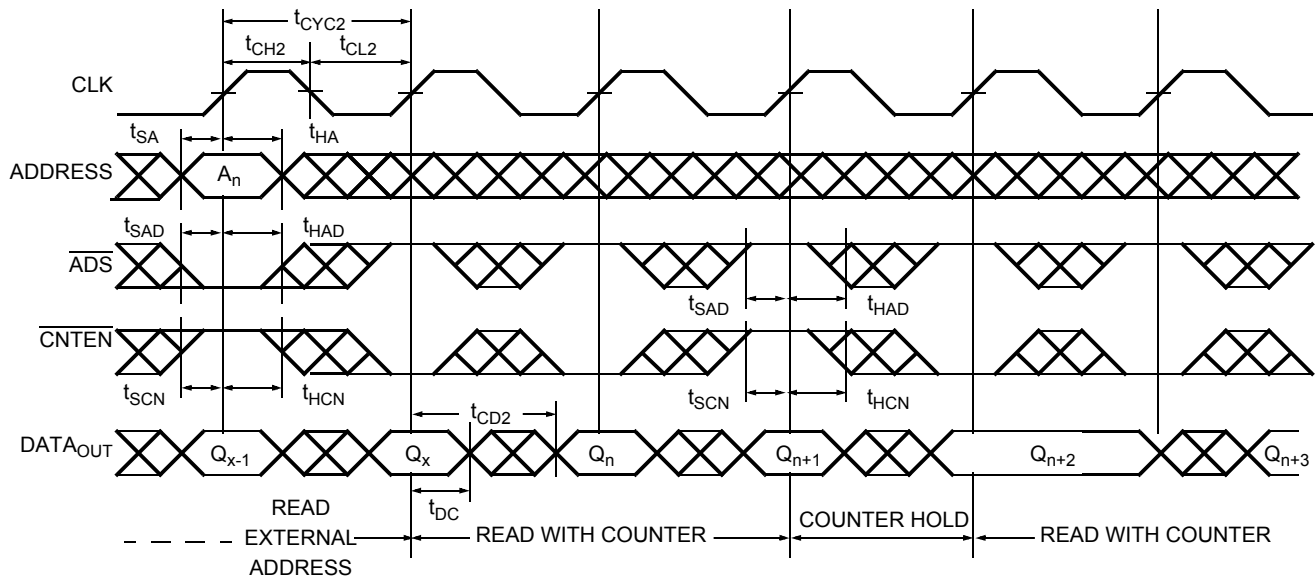 tCYC2
tCH2 tCL2
CLK
tSA tHA
ADDRESS An
tSAD tHAD
ADS
tSAD tHAD
CNTEN
tSCN tHCN tSCN tHCN
tCD2
DATAOUT Qx-1 Qx Qn Qn+1 Qn+2 Qn+3
tDC
READ
EXTERNAL
ADDRESS
READ WITH COUNTER
COUNTER HOLD
READ WITH COUNTER